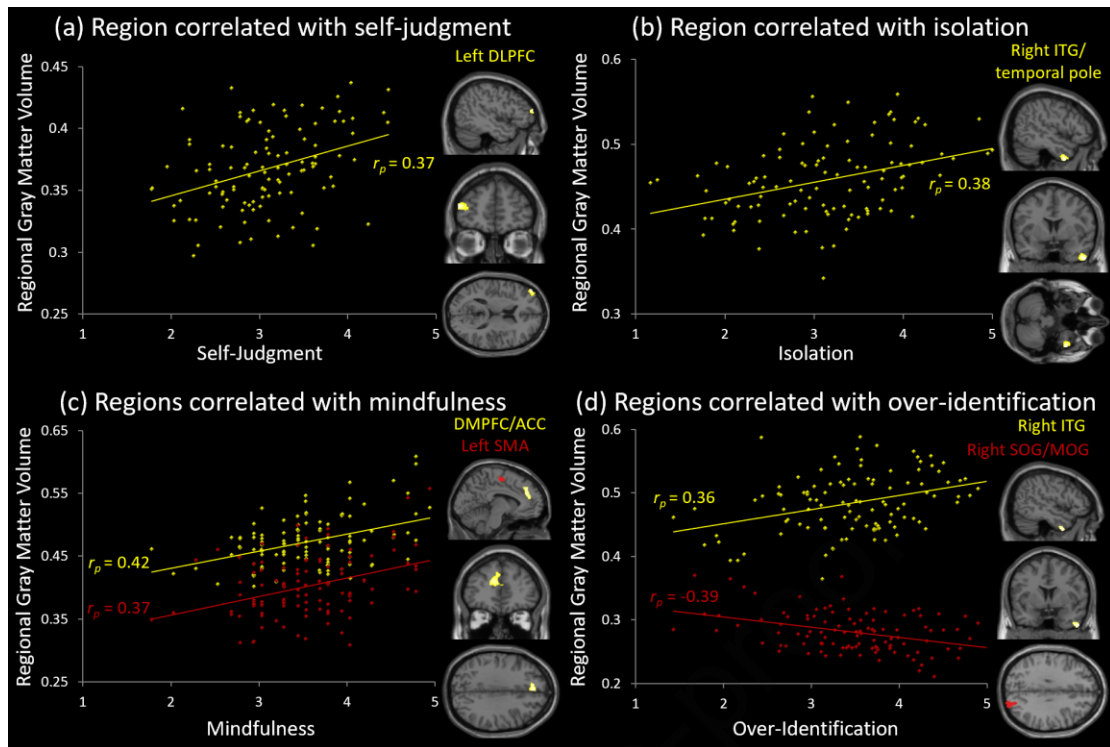 (a) Region correlated with self-judgment
Left DLPFC
Regional Gray Matter Volume
0.45
0.4
0.35
0.3
0.25
rp = 0.37
1 2 3 4 5
Self-Judgment
(b) Region correlated with isolation
Right ITG/
temporal pole
Regional Gray Matter Volume
0.6
0.5
0.4
0.3
rp = 0.38
1 2 3 4 5
Isolation
(c) Regions correlated with mindfulness
DMPFC/ACC
Left SMA
Regional Gray Matter Volume
0.65
0.55
0.45
0.35
0.25
rp = 0.42
rp = 0.37
1 2 3 4 5
Mindfulness
(d) Regions correlated with over-identification
Right ITG
Right SOG/MOG
Regional Gray Matter Volume
0.6
0.5
0.4
0.3
0.2
rp = 0.36
rp = -0.39
1 2 3 4 5
Over-Identification